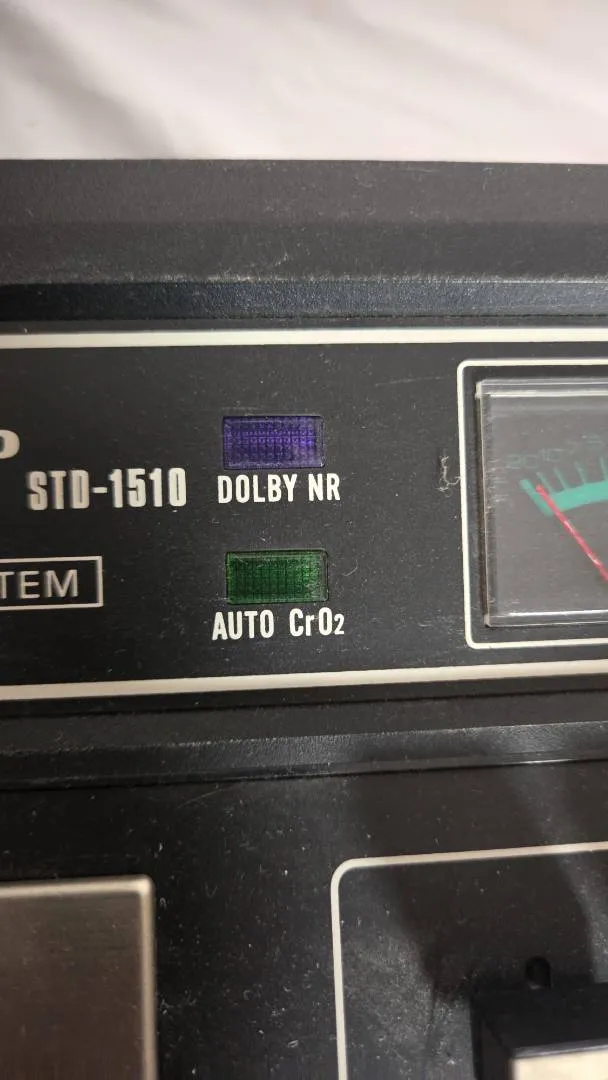 STD-1510
DOLBY NR
TEM
AUTO CrO2